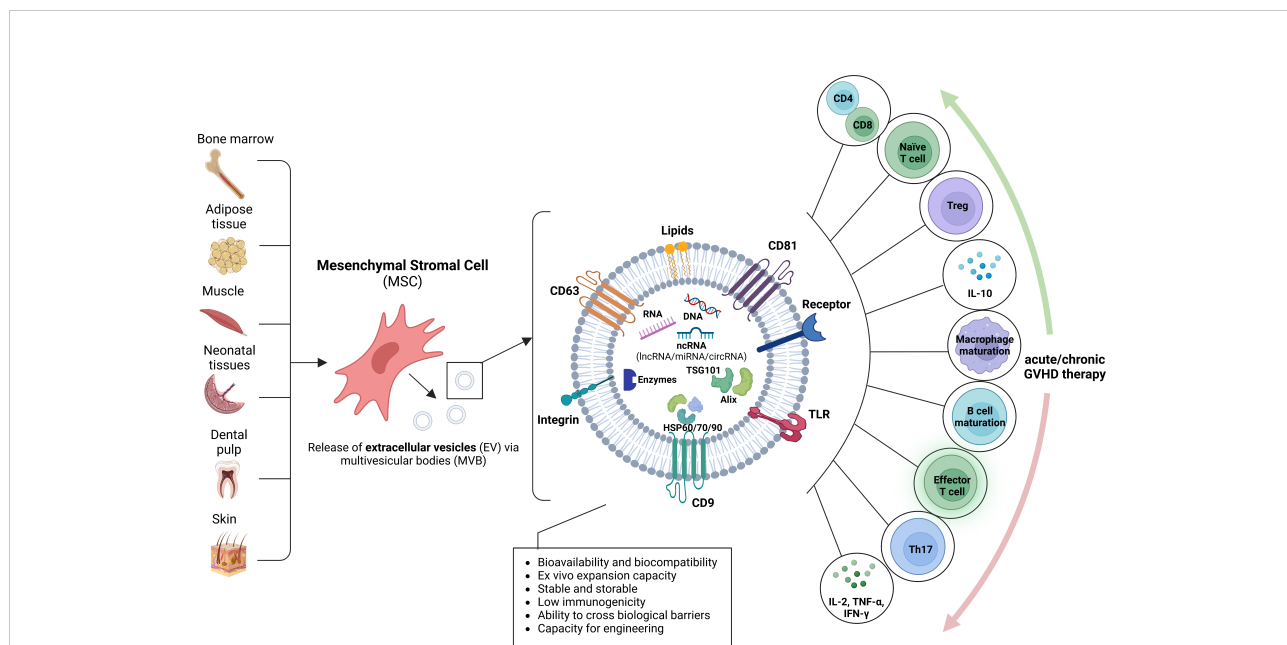 Bone marrow
Adipose
tissue
Muscle
Neonatal
tissues
Dental
pulp
Skin
Mesenchymal Stromal Cell
(MSC)
Release of extracellular vesicles (EV) via
multivesicular bodies (MVB)
Lipids
CD81
CD63
Receptor
RNA
DNA
ncRNA
(lncRNA/miRNA/circRNA)
TSG101
Enzymes
Alix
Integrin
HSP60/70/90
TLR
CD9
• Bioavailability and biocompatibility
• Ex vivo expansion capacity
• Stable and storable
• Low immunogenicity
• Ability to cross biological barriers
• Capacity for engineering
CD4
CD8
Naïve
T cell
Treg
IL-10
Macrophage
maturation
B cell
maturation
Effector
T cell
Th17
IL-2, TNF-α,
IFN-γ
acute/chronic
GVHD therapy